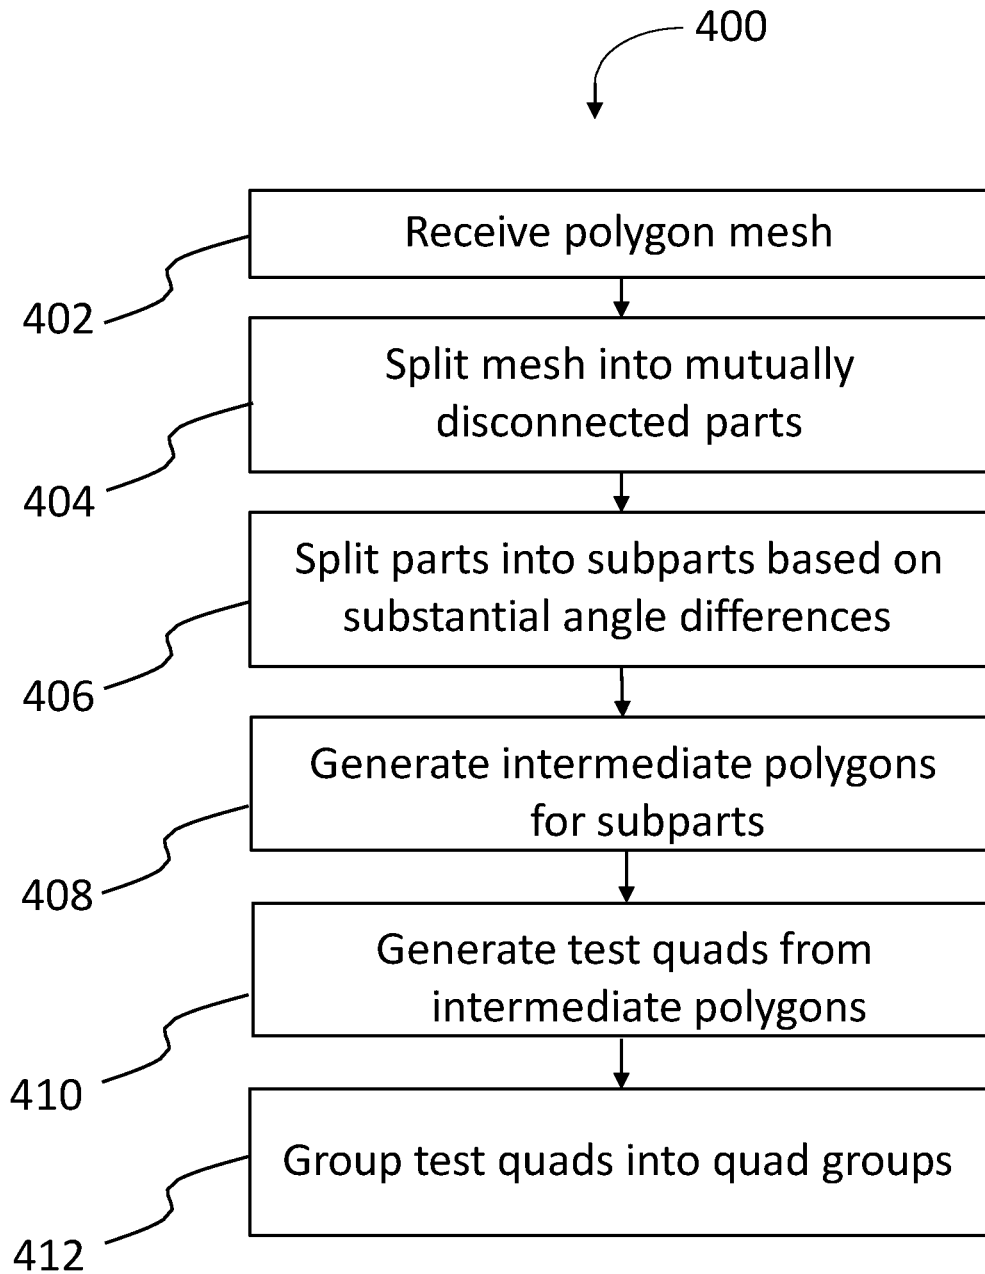 400
Receive polygon mesh
402
Split mesh into mutually
disconnected parts
404
Split parts into subparts based on
substantial angle differences
406
Generate intermediate polygons
for subparts
408
Generate test quads from
intermediate polygons
410
Group test quads into quad groups
412